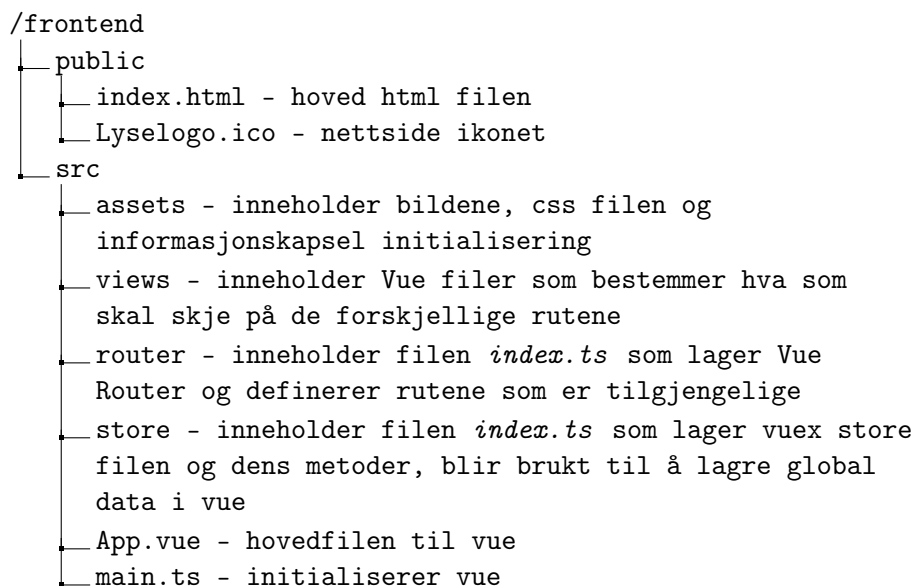 /frontend
public
index.html - hoved html filen
Lyselogo.ico - nettside ikonet
src
assets - inneholder bildene, css filen og
informasjonskapsel initialisering
views - inneholder Vue filer som bestemmer hva som
skal skje på de forskjellige rutene
router - inneholder filen index.ts som lager Vue
Router og definerer rutene som er tilgjengelige
store - inneholder filen index.ts som lager vuex store
filen og dens metoder, blir brukt til å lagre global
data i vue
App.vue - hovedfilen til vue
main.ts - initialiserer vue